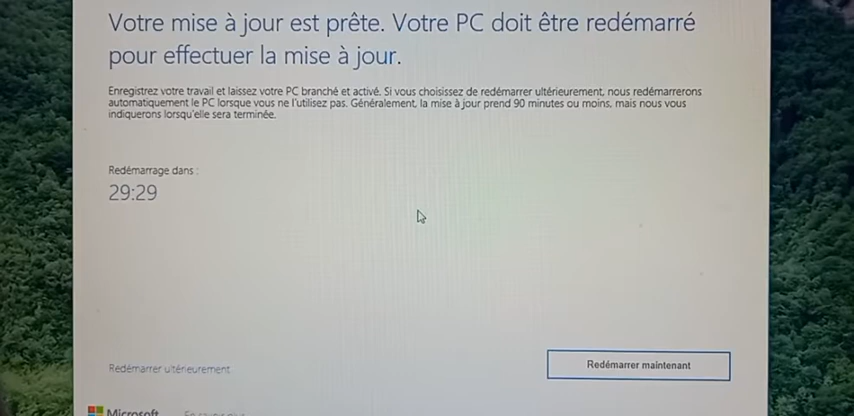 Votre mise à jour est prête. Votre PC doit être redémarré
pour effectuer la mise à jour.
Enregistrez votre travail et laissez votre PC branché et activé. Si vous choisissez de redémarrer ultérieurement, nous redémarrerons
automatiquement le PC lorsque vous ne l'utilisez pas. Généralement, la mise à jour prend 90 minutes ou moins, mais nous vous
indiquerons lorsqu'elle sera terminée.
Redémarrage dans :
29:29
Redémarrer ultérieurement
Redémarrer maintenant
Microsoft